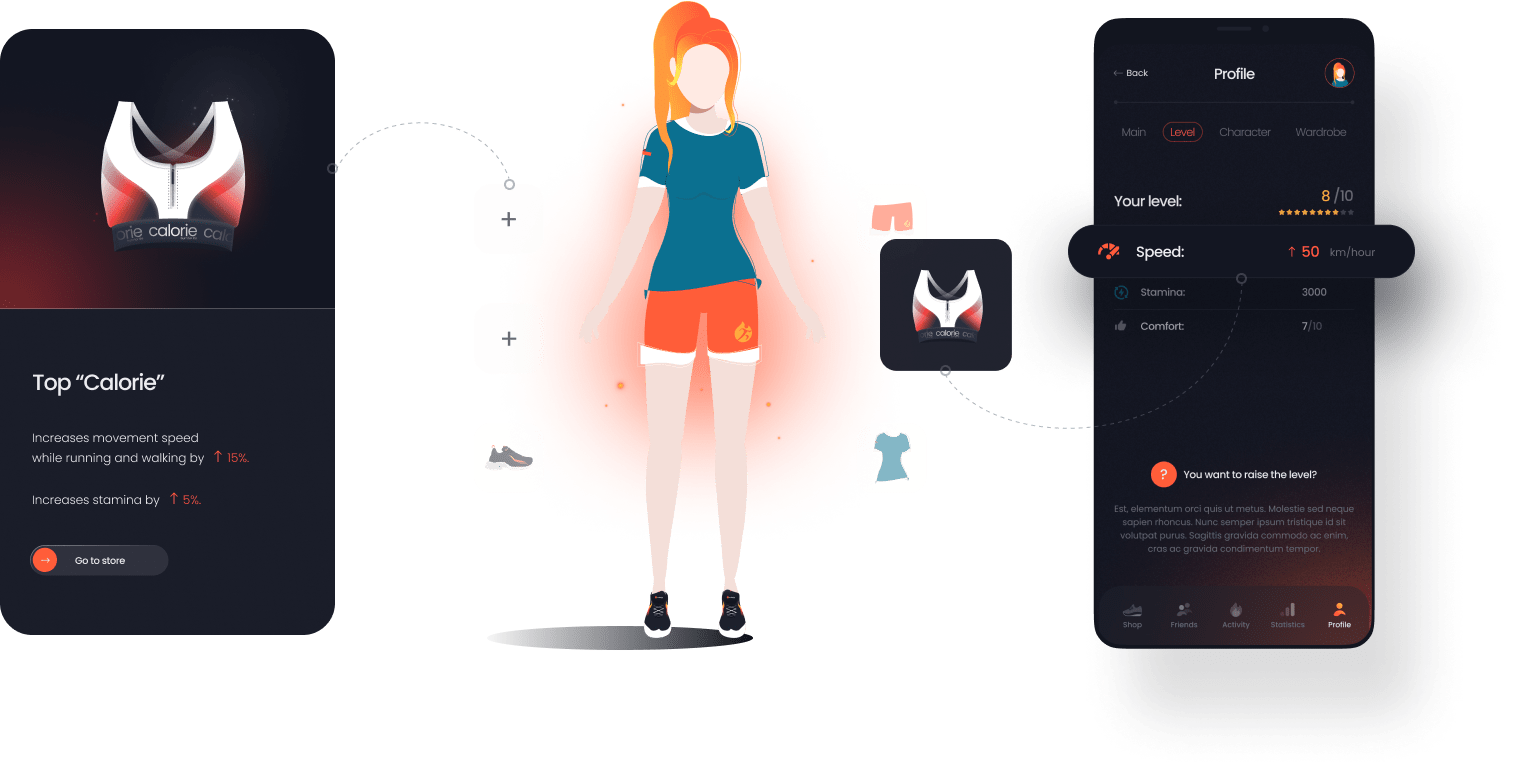 calorie
Top “Calorie”
Increases movement speed
while running and walking by ↑ 15%.
Increases stamina by ↑ 5%.
→ Go to store
+
+
calorie
← Back
Profile
Main Level Character Wardrobe
Your level: 8 /10
Speed: ↑ 50 km/hour
Stamina: 3000
Comfort: 7/10
? You want to raise the level?
Est, elementum orci quis ut metus. Molestie sed neque
sapien rhoncus. Nunc semper ipsum tristique id sit
volutpat purus. Sagittis gravida commodo ac enim,
cras ac gravida condimentum tempor.
Shop Friends Activity Statistics Profile